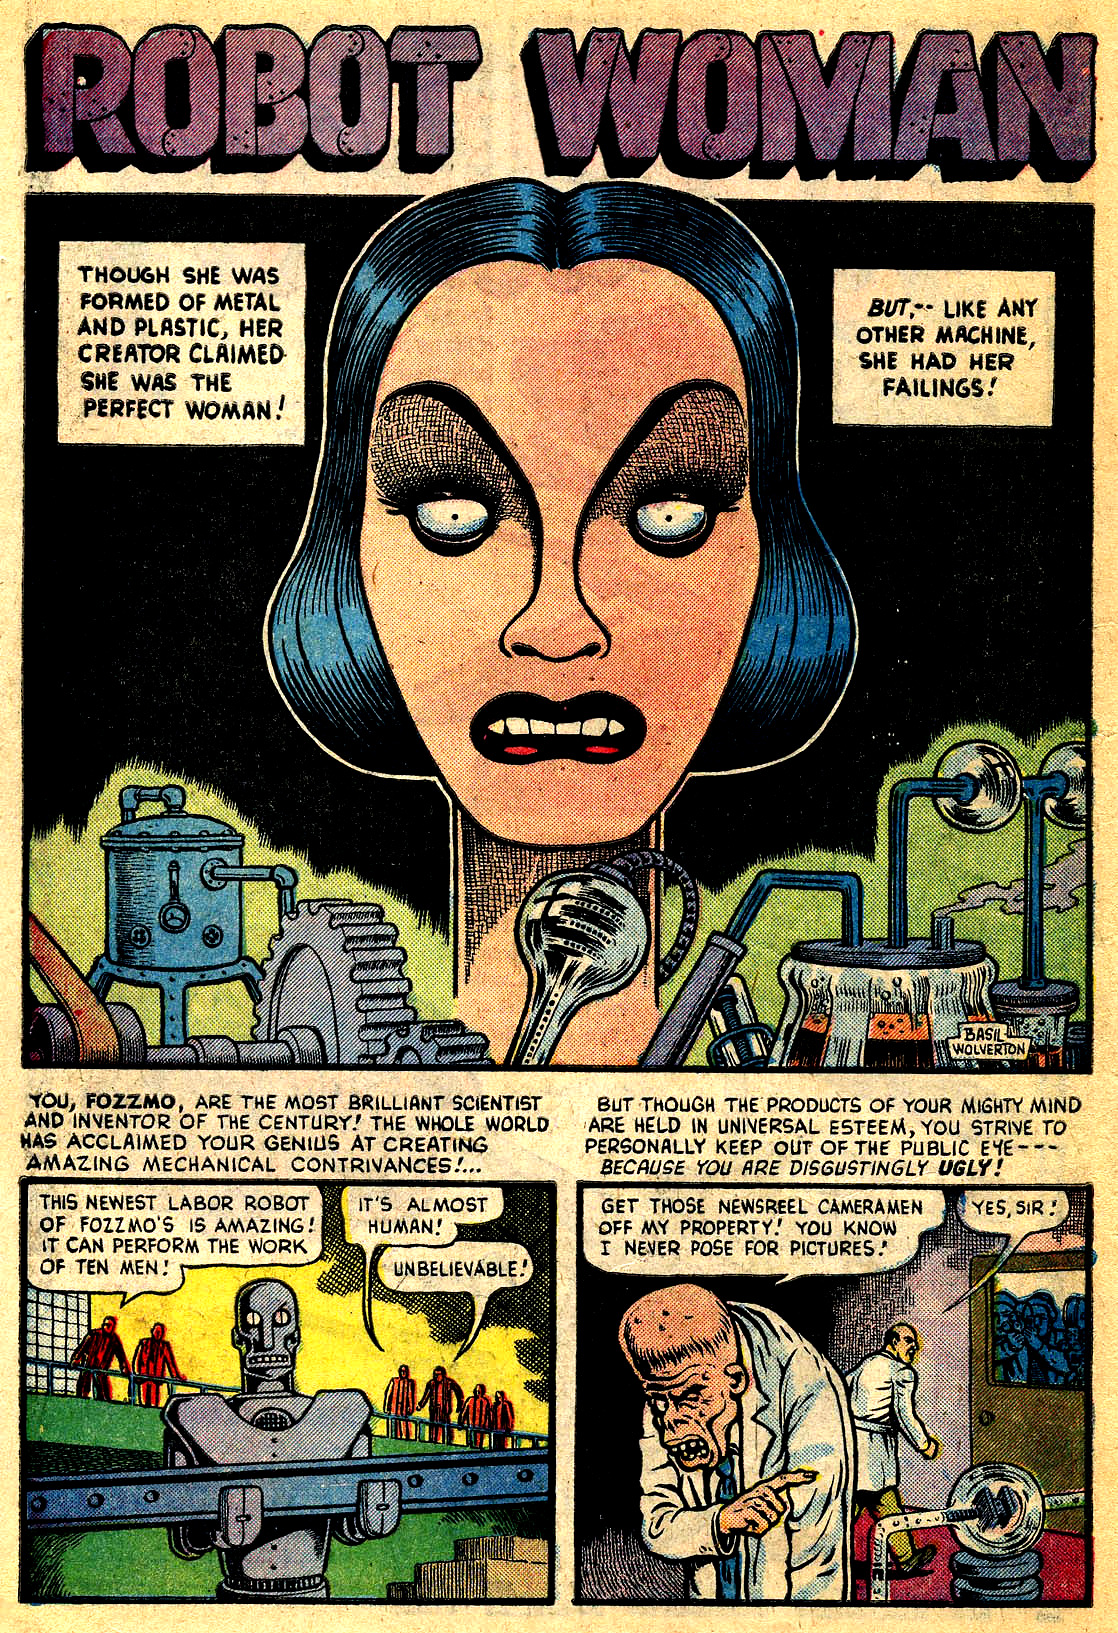 ROBOT WOMAN
THOUGH SHE WAS
FORMED OF METAL
AND PLASTIC, HER
CREATOR CLAIMED
SHE WAS THE
PERFECT WOMAN!
BUT,-- LIKE ANY
OTHER MACHINE,
SHE HAD HER
FAILINGS!
BASIL
WOLVERTON
YOU, FOZZMO, ARE THE MOST BRILLIANT SCIENTIST
AND INVENTOR OF THE CENTURY! THE WHOLE WORLD
HAS ACCLAIMED YOUR GENIUS AT CREATING
AMAZING MECHANICAL CONTRIVANCES!...
BUT THOUGH THE PRODUCTS OF YOUR MIGHTY MIND
ARE HELD IN UNIVERSAL ESTEEM, YOU STRIVE TO
PERSONALLY KEEP OUT OF THE PUBLIC EYE---
BECAUSE YOU ARE DISGUSTINGLY UGLY!
THIS NEWEST LABOR ROBOT
OF FOZZMO'S IS AMAZING!
IT CAN PERFORM THE WORK
OF TEN MEN!
IT'S ALMOST
HUMAN!
UNBELIEVABLE!
GET THOSE NEWSREEL CAMERAMEN
OFF MY PROPERTY! YOU KNOW
I NEVER POSE FOR PICTURES!
YES, SIR!